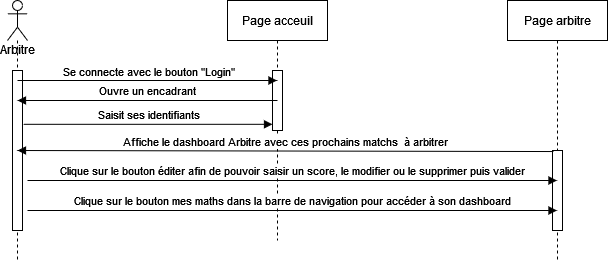 Arbitre
Page acceuil
Page arbitre
Se connecte avec le bouton "Login"
Ouvre un encadrant
Saisit ses identifiants
Affiche le dashboard Arbitre avec ces prochains matchs à arbitrer
Clique sur le bouton éditer afin de pouvoir saisir un score, le modifier ou le supprimer puis valider
Clique sur le bouton mes maths dans la barre de navigation pour accéder à son dashboard